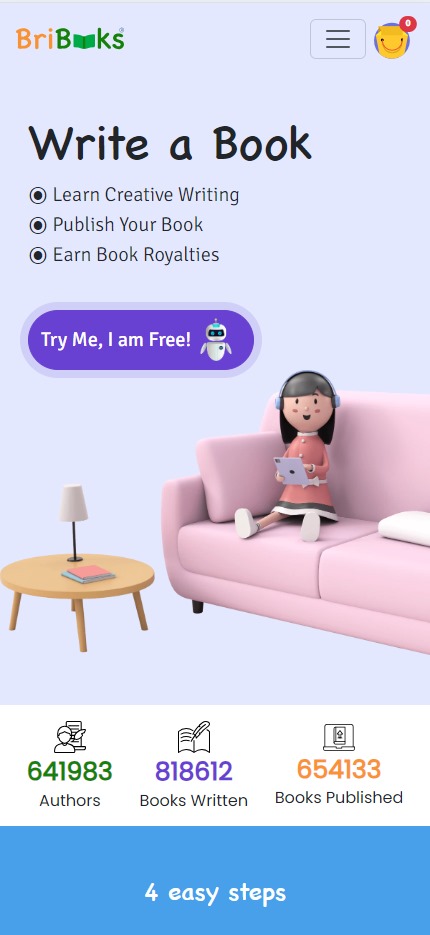 BriBooks
0
Write a Book
Learn Creative Writing
Publish Your Book
Earn Book Royalties
Try Me, I am Free!
641983
Authors
818612
Books Written
654133
Books Published
4 easy steps